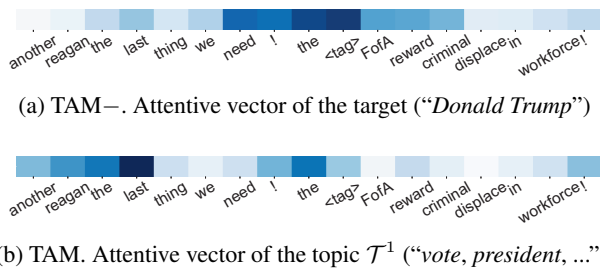 another reagan the last thing we need ! the <tag> FofA reward criminal displace in workforce !
(a) TAM−. Attentive vector of the target (“Donald Trump”)
another reagan the last thing we need ! the <tag> FofA reward criminal displace in workforce !
(b) TAM. Attentive vector of the topic 𝒯¹ (“vote, president, ...”